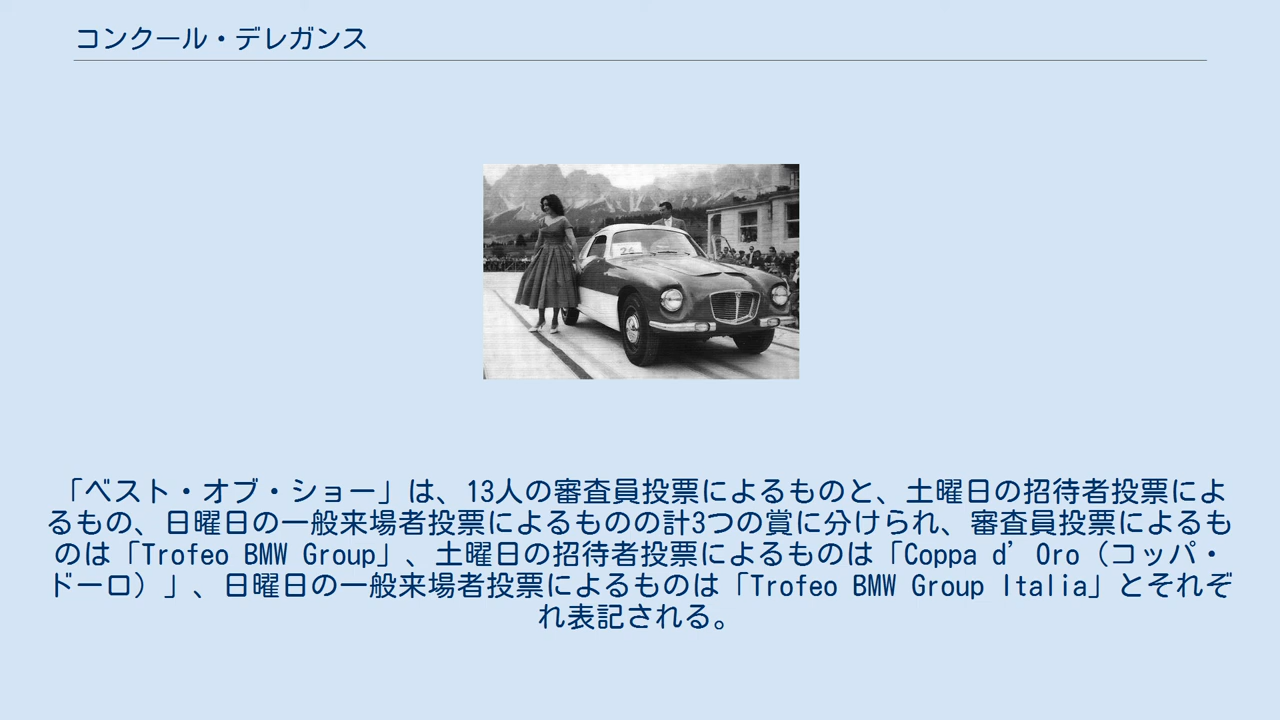 コンクール・デレガンス
26
「ベスト・オブ・ショー」は、13人の審査員投票によるものと、土曜日の招待者投票によ
るもの、日曜日の一般来場者投票によるものの計3つの賞に分けられ、審査員投票によるも
のは「Trofeo BMW Group」、土曜日の招待者投票によるものは「Coppa d’Oro（コッパ・
ドーロ）」、日曜日の一般来場者投票によるものは「Trofeo BMW Group Italia」とそれぞ
れ表記される。